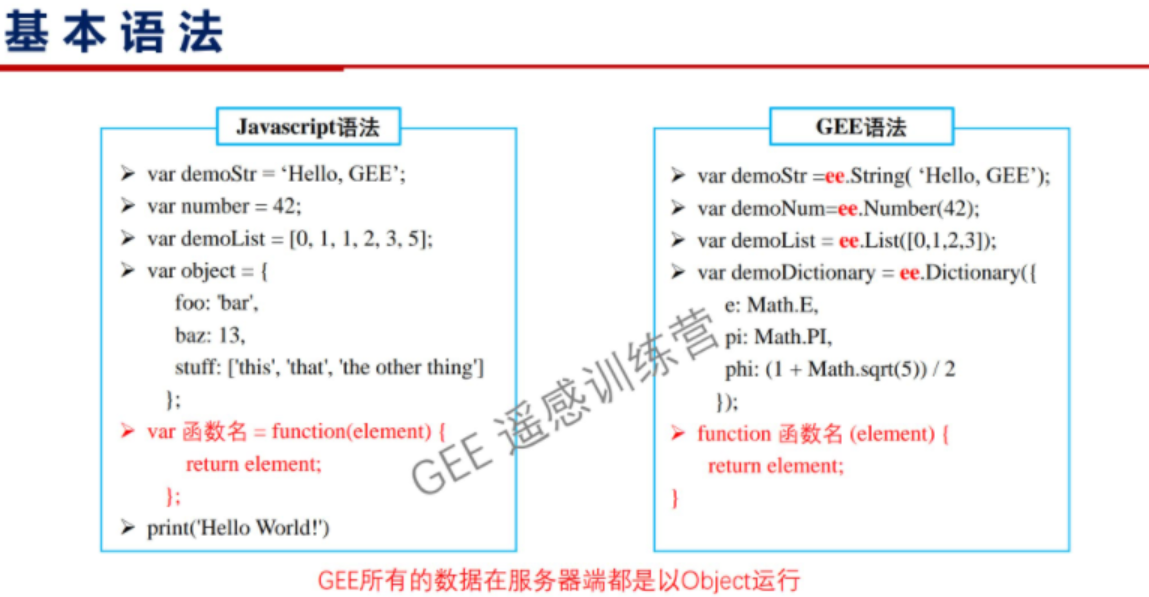 基本语法
Javascript语法
➢ var demoStr = ‘Hello, GEE’;
➢ var number = 42;
➢ var demoList = [0, 1, 1, 2, 3, 5];
➢ var object = {
foo: 'bar',
baz: 13,
stuff: ['this', 'that', 'the other thing']
};
➢ var 函数名 = function(element) {
return element;
};
➢ print('Hello World!')
GEE语法
➢ var demoStr =ee.String( ‘Hello, GEE’);
➢ var demoNum=ee.Number(42);
➢ var demoList = ee.List([0,1,2,3]);
➢ var demoDictionary = ee.Dictionary({
e: Math.E,
pi: Math.PI,
phi: (1 + Math.sqrt(5)) / 2
});
➢ function 函数名 (element) {
return element;
}
GEE 遥感训练营
GEE所有的数据在服务器端都是以Object运行